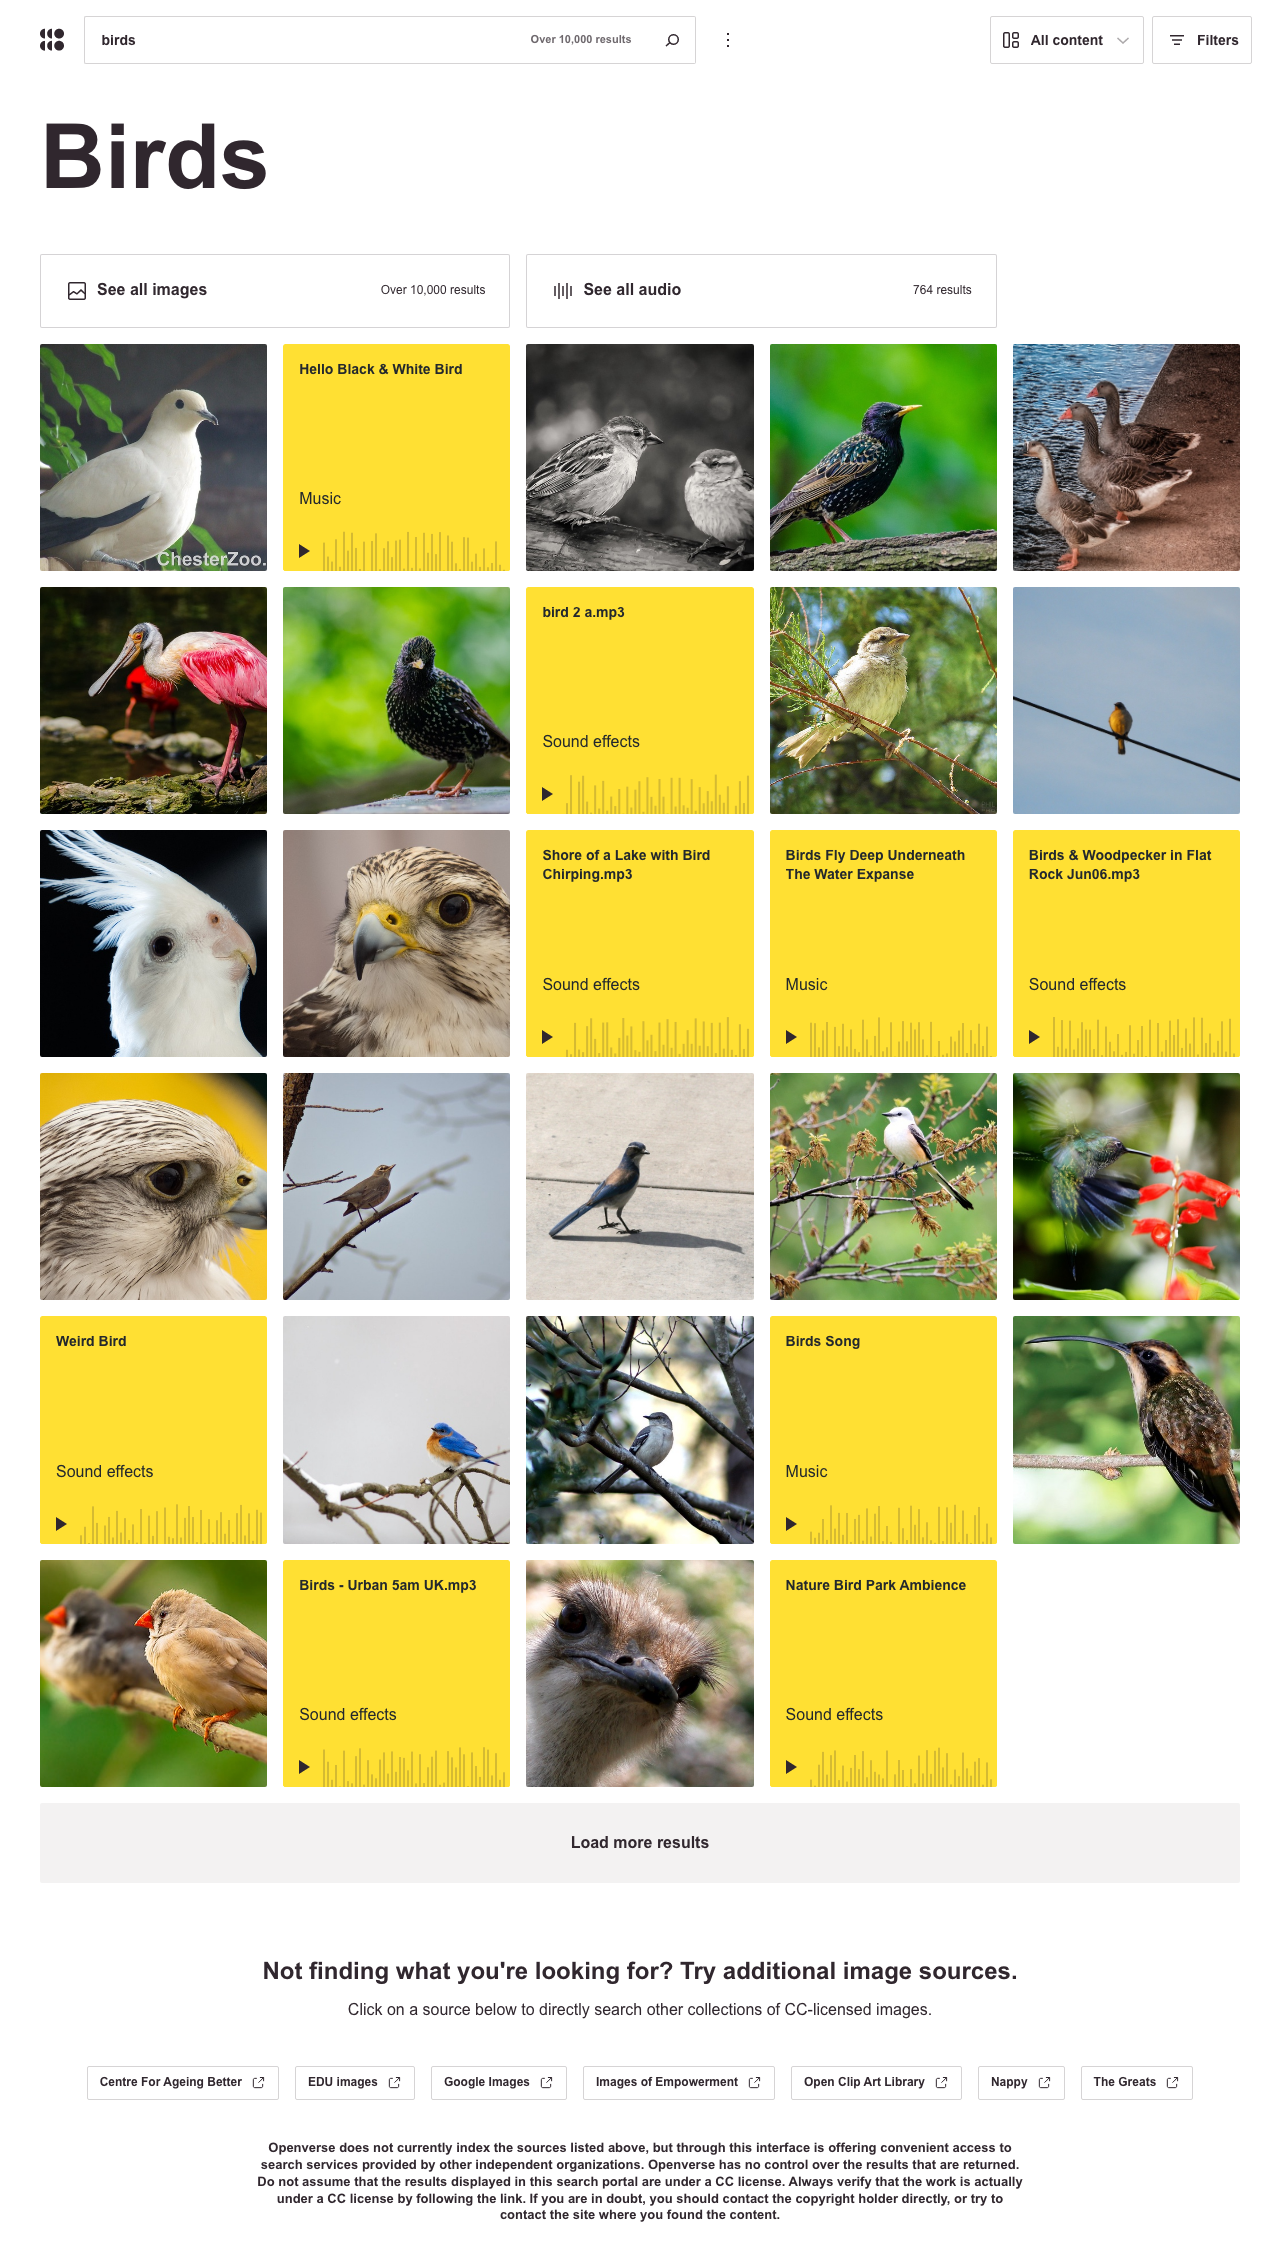 birds
Over 10,000 results
All content
Filters
Birds
See all images
Over 10,000 results
See all audio
764 results
ChesterZoo.
Hello Black & White Bird
Music
bird 2 a.mp3
Sound effects
Shore of a Lake with Bird
Chirping.mp3
Sound effects
Birds Fly Deep Underneath
The Water Expanse
Music
Birds & Woodpecker in Flat
Rock Jun06.mp3
Sound effects
Weird Bird
Sound effects
Birds Song
Music
Birds - Urban 5am UK.mp3
Sound effects
Nature Bird Park Ambience
Sound effects
Load more results
Not finding what you're looking for? Try additional image sources.
Click on a source below to directly search other collections of CC-licensed images.
Centre For Ageing Better
EDU images
Google Images
Images of Empowerment
Open Clip Art Library
Nappy
The Greats
Openverse does not currently index the sources listed above, but through this interface is offering convenient access to
search services provided by other independent organizations. Openverse has no control over the results that are returned.
Do not assume that the results displayed in this search portal are under a CC license. Always verify that the work is actually
under a CC license by following the link. If you are in doubt, you should contact the copyright holder directly, or try to
contact the site where you found the content.